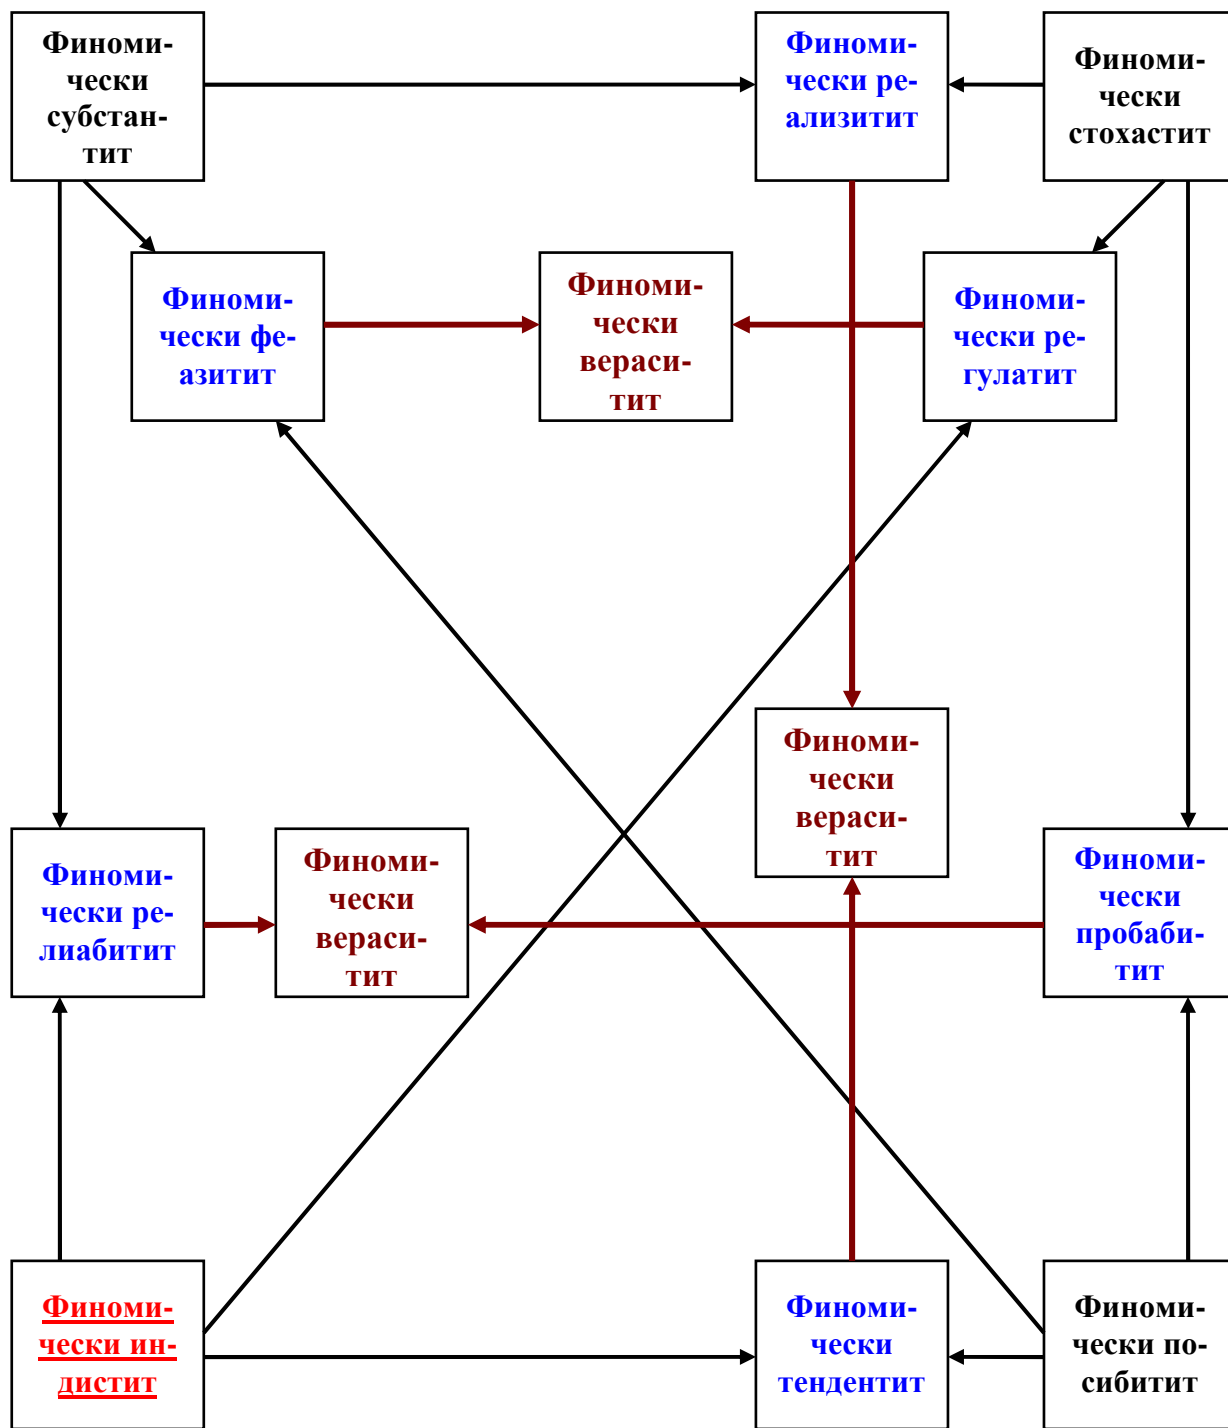 Финоми-
чески
субстан-
тит
Финоми-
чески ре-
ализитит
Финоми-
чески
стохастит
Финоми-
чески фе-
азитит
Финоми-
чески
вераси-
тит
Финоми-
чески ре-
гулатит
Финоми-
чески
вераси-
тит
Финоми-
чески ре-
лиабитит
Финоми-
чески
вераси-
тит
Финоми-
чески
пробаби-
тит
Финоми-
чески ин-
дистит
Финоми-
чески
тендентит
Финоми-
чески по-
сибитит